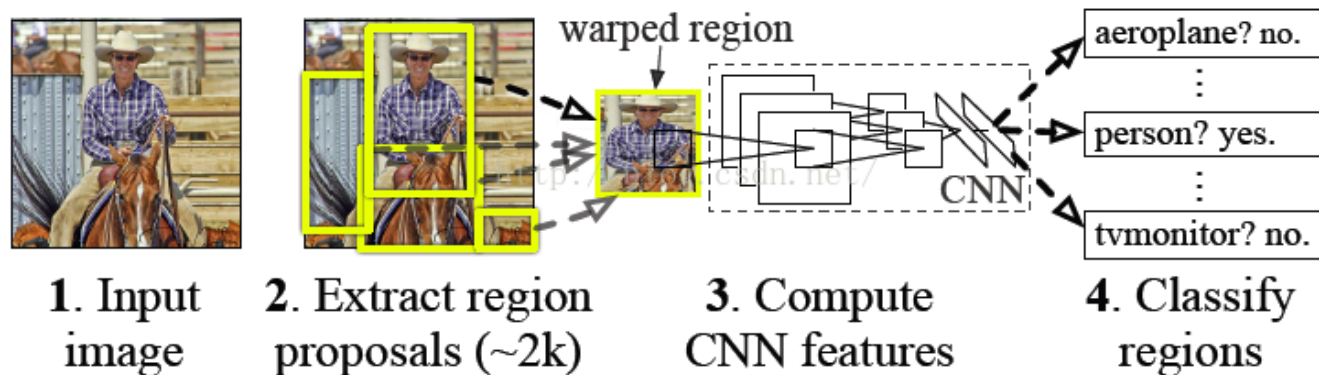 warped region
aeroplane? no.
person? yes.
CNN
tvmonitor? no.
1. Input
image
2. Extract region
proposals (~2k)
3. Compute
CNN features
4. Classify
regions